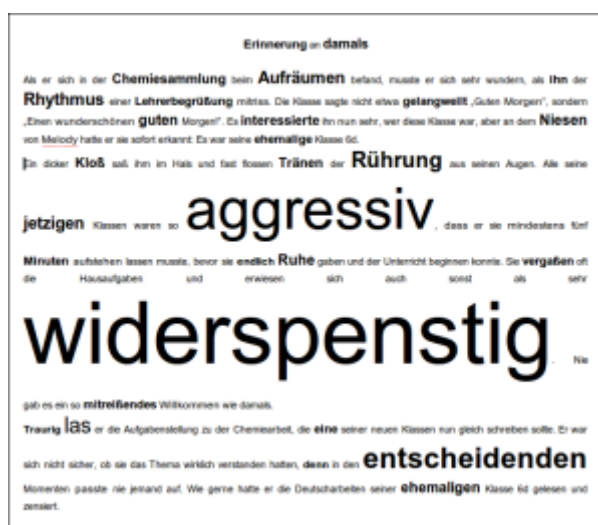 Erinnerung an damals
Als er sich in der Chemiesammlung beim Aufräumen befand, musste er sich sehr wundern, als ihn der
Rhythmus einer Lehrerbegrüßung mitriss. Die Klasse sagte nicht etwa gelangweilt „Guten Morgen", sondern
„Einen wunderschönen guten Morgen!". Es interessierte ihn nun sehr, wer diese Klasse war, aber an dem Niesen
von Melody hatte er sie sofort erkannt: Es war seine ehemalige Klasse 6d.
Ein dicker Kloß saß ihm im Hals und fast flossen Tränen der Rührung aus seinen Augen. Alle seine
jetzigen Klassen waren so aggressiv, dass er sie mindestens fünf
Minuten aufstehen lassen musste, bevor sie endlich Ruhe gaben und der Unterricht beginnen konnte. Sie vergaßen oft
die Hausaufgaben und erwiesen sich auch sonst als sehr
widerspenstig. Nie
gab es ein so mitreißendes Willkommen wie damals.
Traurig las er die Aufgabenstellung zu der Chemiearbeit, die eine seiner neuen Klassen nun gleich schreiben sollte. Er war
sich nicht sicher, ob sie das Thema wirklich verstanden hatten, denn in den entscheidenden
Momenten passte nie jemand auf. Wie gerne hatte er die Deutscharbeiten seiner ehemaligen Klasse 6d gelesen und
zensiert.